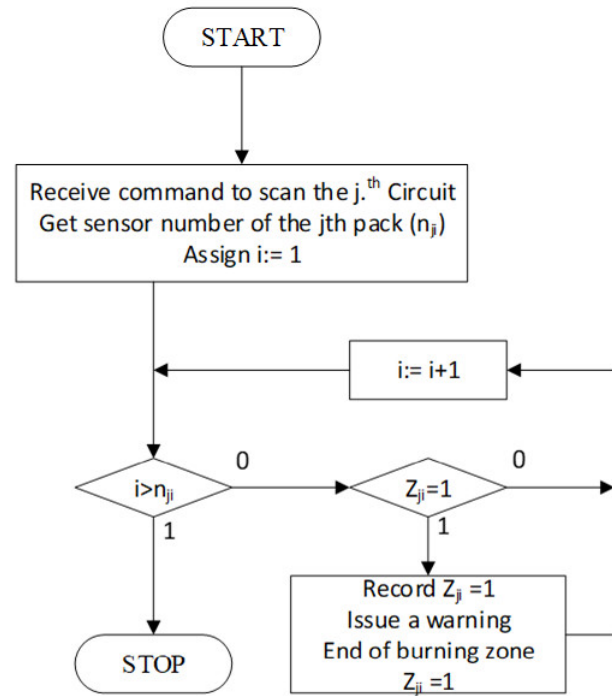 START
Receive command to scan the j.th Circuit
Get sensor number of the jth pack (nji)
Assign i:= 1
i:= i+1
i>nji
0
Zji=1
0
1
1
Record Zji =1
Issue a warning
End of burning zone
Zji =1
STOP